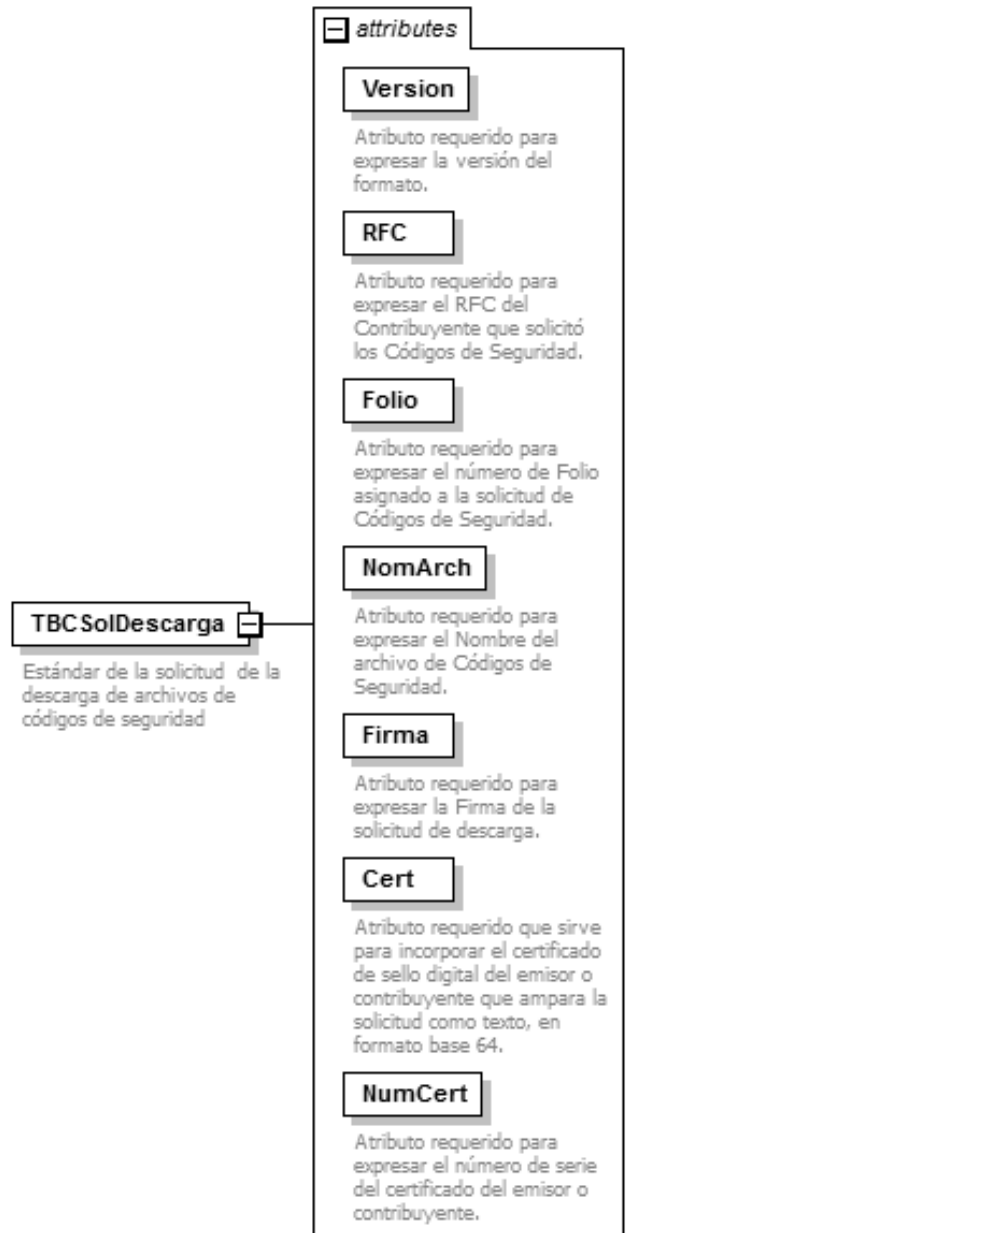 attributes
Version
Atributo requerido para
expresar la versión del
formato.
RFC
Atributo requerido para
expresar el RFC del
Contribuyente que solicitó
los Códigos de Seguridad.
Folio
Atributo requerido para
expresar el número de Folio
asignado a la solicitud de
Códigos de Seguridad.
NomArch
Atributo requerido para
expresar el Nombre del
archivo de Códigos de
Seguridad.
TBCSolDescarga
Estándar de la solicitud  de la
descarga de archivos de
códigos de seguridad
Firma
Atributo requerido para
expresar la Firma de la
solicitud de descarga.
Cert
Atributo requerido que sirve
para incorporar el certificado
de sello digital del emisor o
contribuyente que ampara la
solicitud como texto, en
formato base 64.
NumCert
Atributo requerido para
expresar el número de serie
del certificado del emisor o
contribuyente.